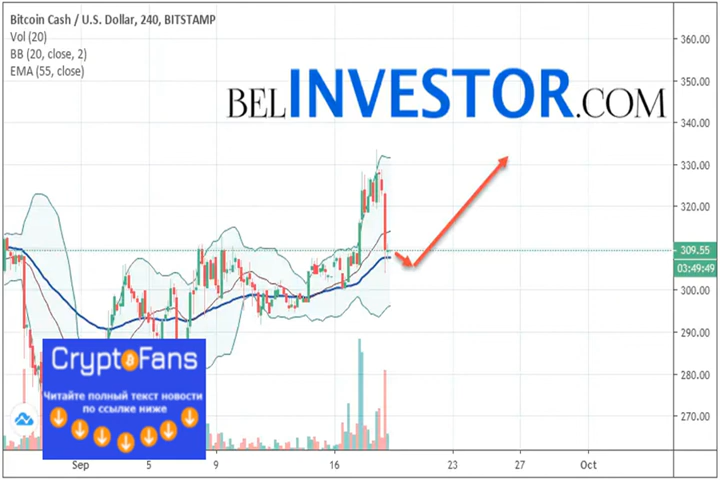 Bitcoin Cash / U.S. Dollar, 240, BITSTAMP
Vol (20)
BB (20, close, 2)
EMA (55, close)
BELINVESTOR.COM
360.00
350.00
340.00
330.00
320.00
309.55
03:49:49
300.00
290.00
280.00
270.00
CryptoFans
Читайте полный текст новости
по ссылке ниже
Sep
5
9
16
23
27
Oct